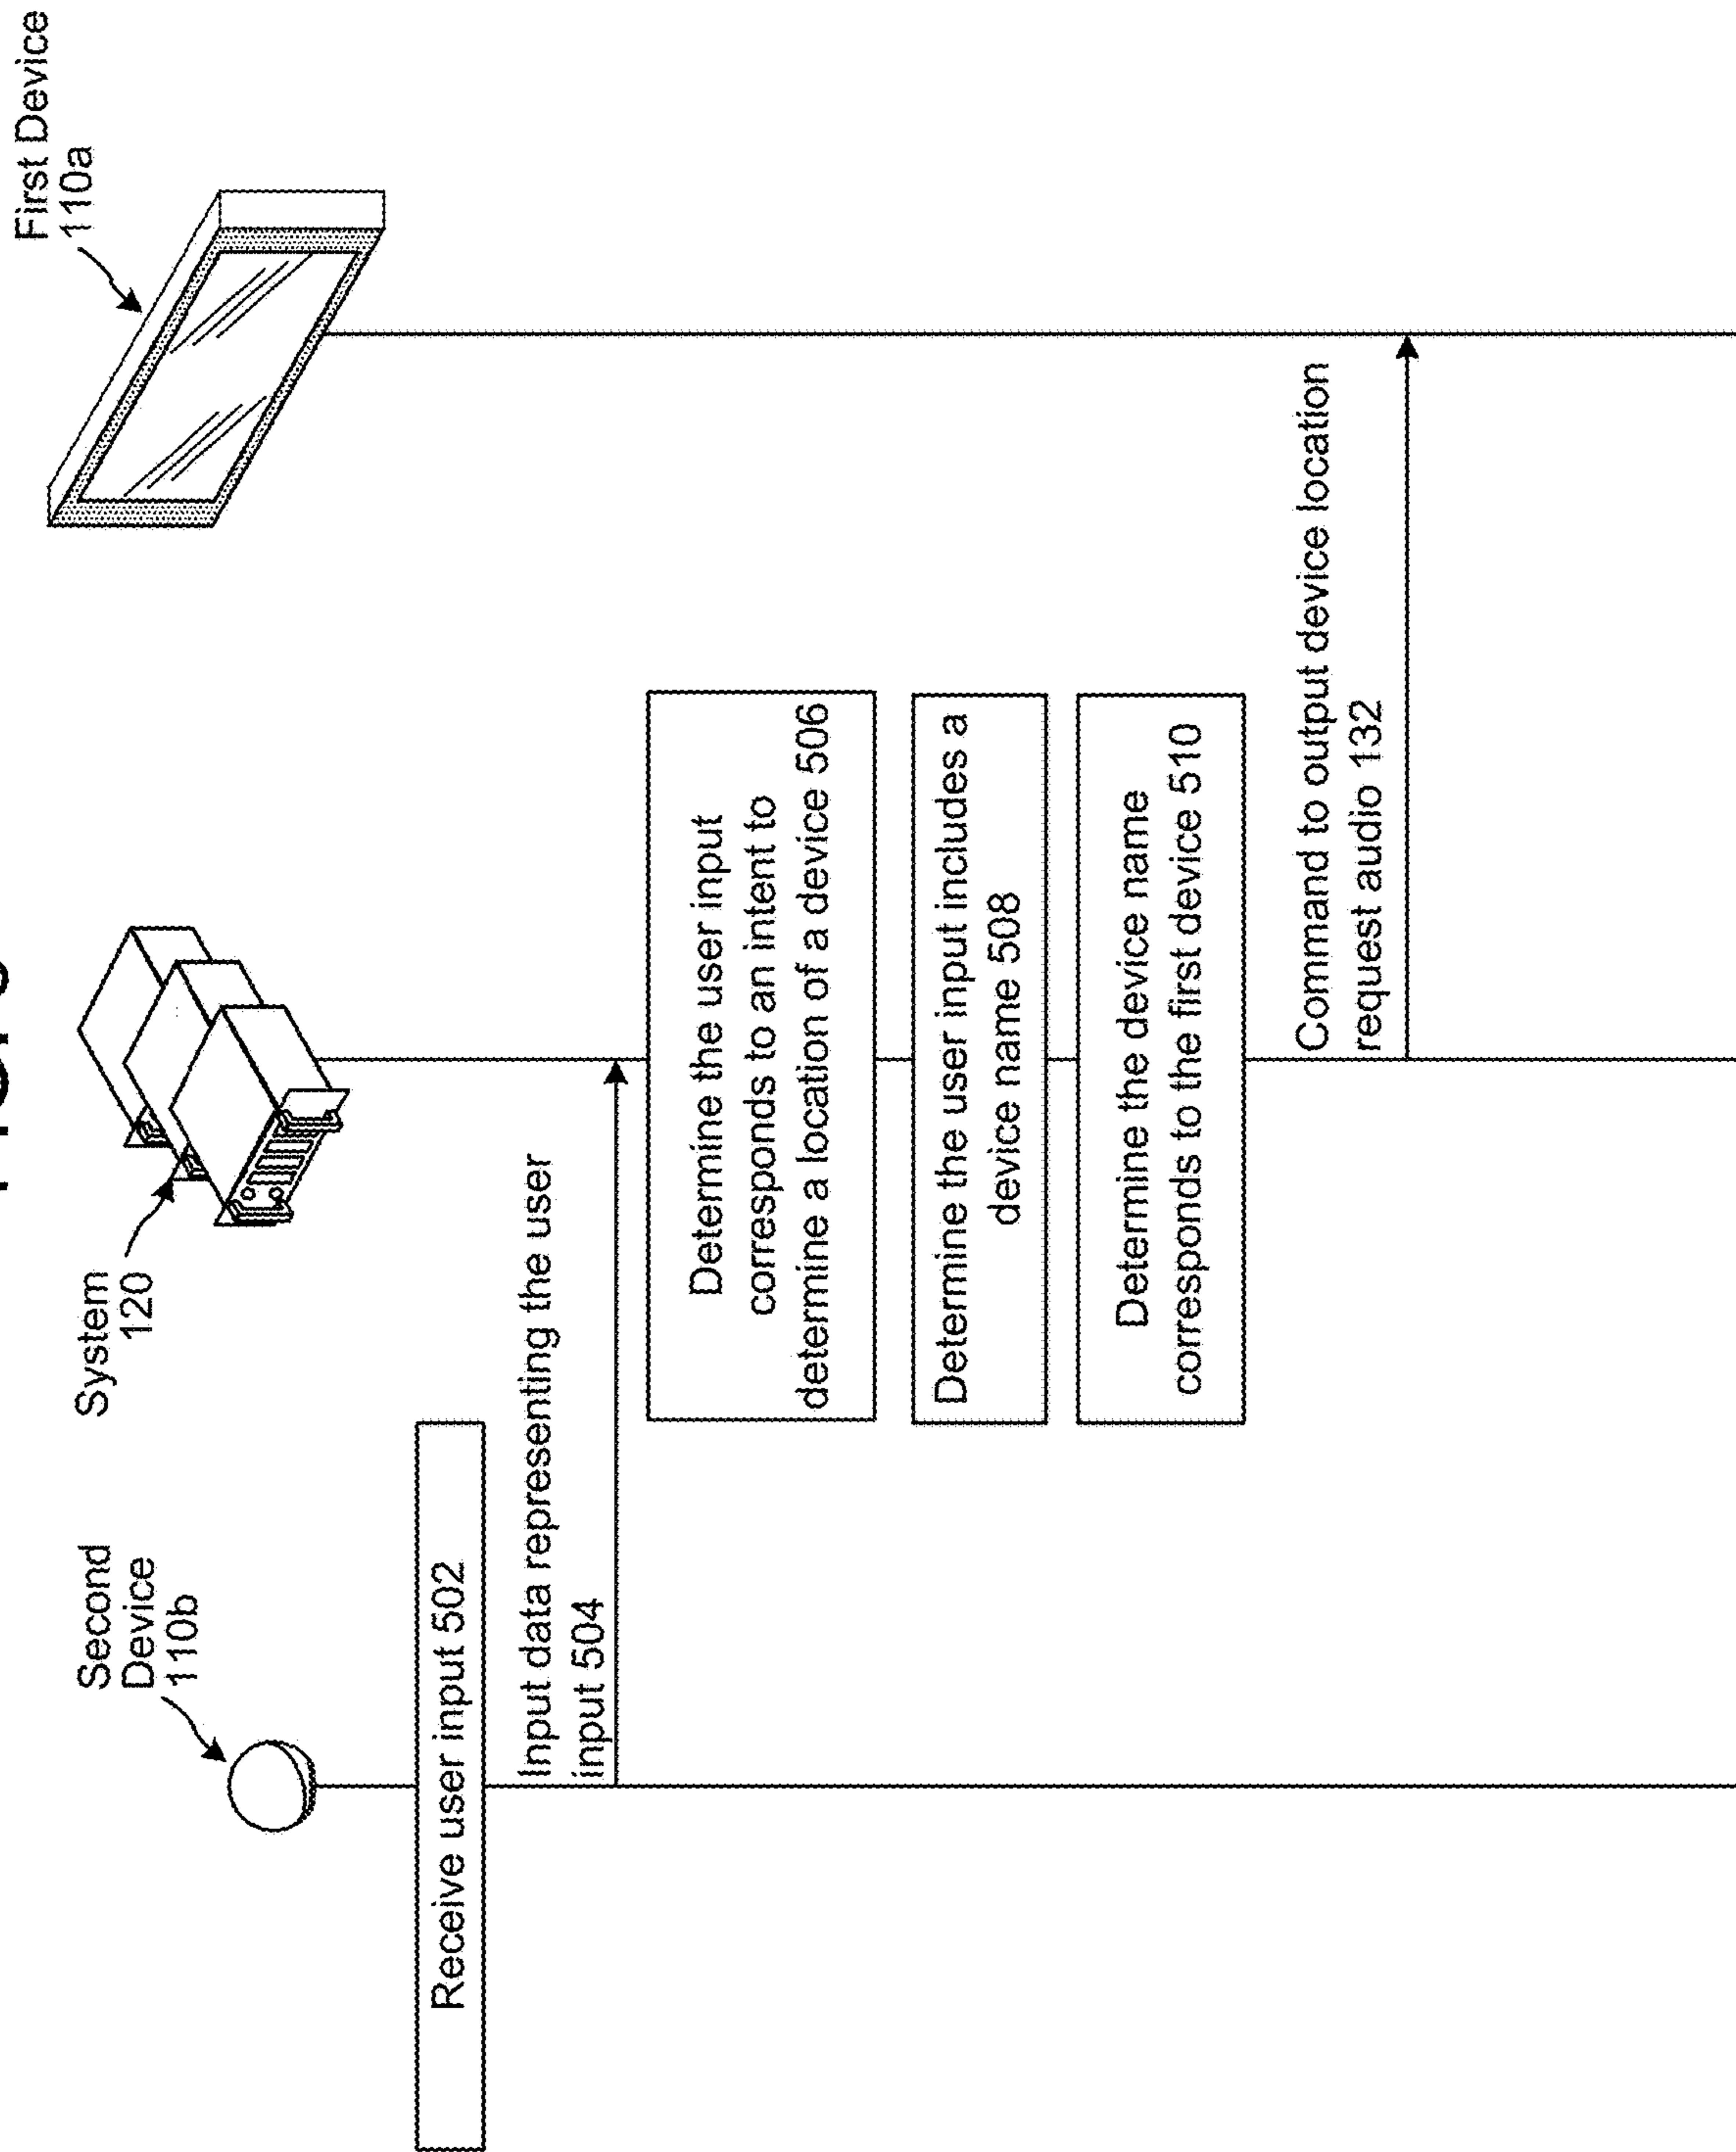 Second
Device
110b
System
120
First Device
110a
Receive user input 502
Input data representing the user
input 504
Determine the user input
corresponds to an intent to
determine a location of a device 506
Determine the user input includes a
device name 508
Determine the device name
corresponds to the first device 510
Command to output device location
request audio 132